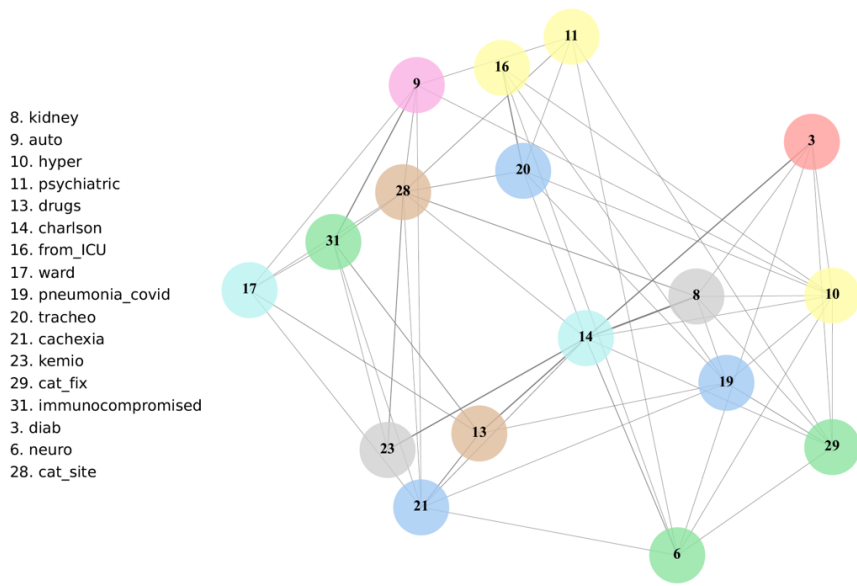 8. kidney
9. auto
10. hyper
11. psychiatric
13. drugs
14. charlson
16. from_ICU
17. ward
19. pneumonia_covid
20. tracheo
21. cachexia
23. kemio
29. cat_fix
31. immunocompromised
3. diab
6. neuro
28. cat_site
11
16
9
3
20
28
31
17
8
10
14
19
13
23
29
21
6